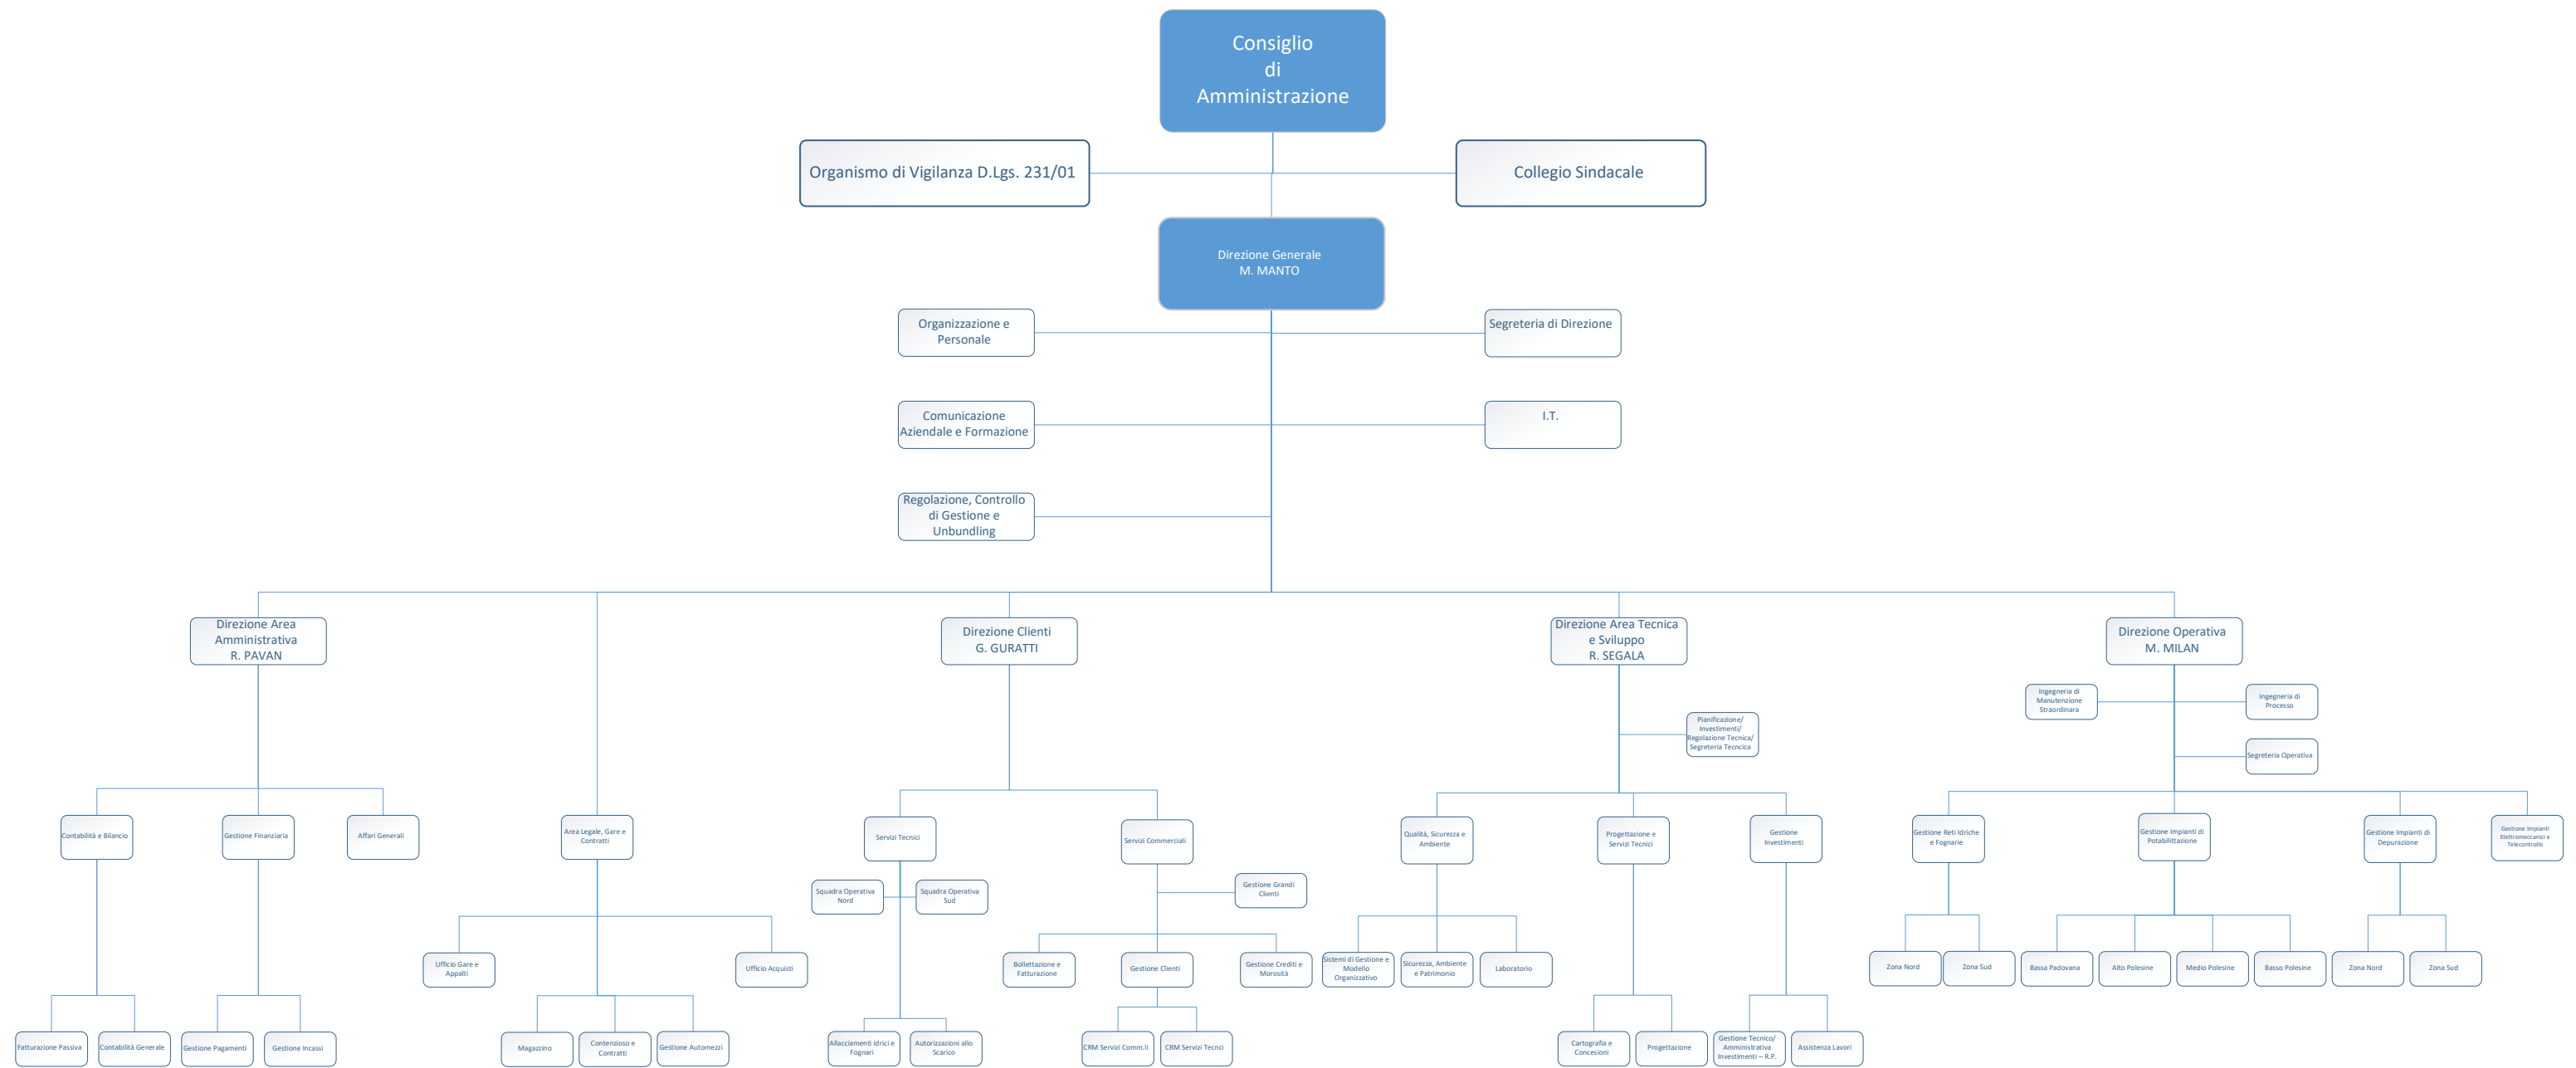 Consiglio
di
Amministrazione
Organismo di Vigilanza D.Lgs. 231/01
Collegio Sindacale
Direzione Generale
M. MANTO
Organizzazione e
Personale
Segreteria di Direzione
Comunicazione
Aziendale e Formazione
I.T.
Regolazione, Controllo
di Gestione e
Unbundling
Direzione Area
Amministrativa
R. PAVAN
Direzione Clienti
G. GURATTI
Direzione Area Tecnica
e Sviluppo
R. SEGALA
Direzione Operativa
M. MILAN
Ingegneria di
Manutenzione
Straordinara
Ingegneria di
Processo
Pianificazione/
Investimenti/
Regolazione Tecnica/
Segreteria Tecncica
Segreteria Operativa
Contabilità e Bilancio
Gestione Finanziaria
Affari Generali
Area Legale, Gare e
Contratti
Servizi Tecnici
Servizi Commerciali
Qualità, Sicurezza e
Ambiente
Progettazione e
Servizi Tecnici
Gestione
Investimenti
Gestione Reti Idriche
e Fognarie
Gestione Impianti di
Potabilittazione
Gestione Impianti di
Depurazione
Gestione Impianti
Elettromeccanici e
Telecontrollo
Squadra Operativa
Nord
Squadra Operativa
Sud
Gestione Grandi
Clienti
Ufficio Gare e
Appalti
Ufficio Acquisti
Bollettazione e
Fatturazione
Gestione Clienti
Gestione Crediti e
Morosità
Sistemi di Gestione e
Modello
Organizzativo
Sicurezza, Ambiente
e Patrimonio
Laboratorio
Zona Nord
Zona Sud
Bassa Padovana
Alto Polesine
Medio Polesine
Basso Polesine
Zona Nord
Zona Sud
Fatturazione Passiva
Contabilità Generale
Gestione Pagamenti
Gestione Incassi
Magazzino
Contenzioso e
Contratti
Gestione Automezzi
Allacciamenti Idrici e
Fognari
Autorizzazioni allo
Scarico
CRM Servizi Comm.li
CRM Servizi Tecnci
Cartografia e
Concesioni
Progettazione
Gestione Tecnico/
Amministrativa
Investimenti – R.P.
Assistenza Lavori